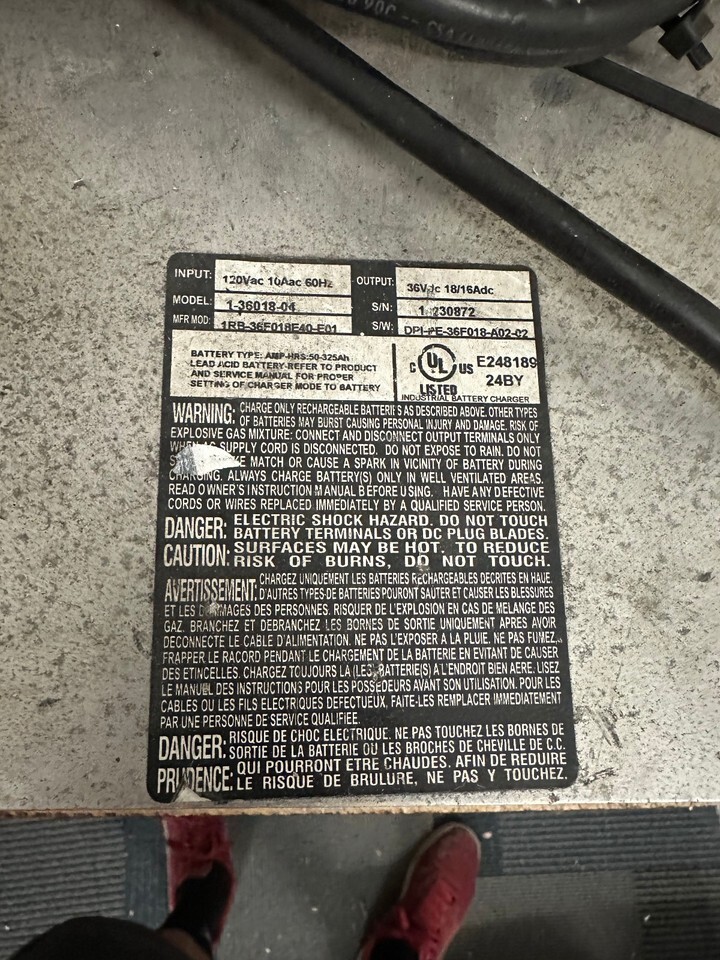 INPUT: 120Vac 10Aac 60Hz OUTPUT: 36Vdc 18/16Adc
MODEL: 1-36018-04 S/N: 230872
MFR MOD: 1RB-36F018E40-E01 S/W: DPI-PE-36F018-A02-02
BATTERY TYPE: AMP-HRS:50-325Ah
LEAD ACID BATTERY-REFER TO PRODUCT
AND SERVICE MANUAL FOR PROPER
SETTING OF CHARGER MODE TO BATTERY
C UL US E248189
LISTED 24BY
INDUSTRIAL BATTERY CHARGER
WARNING: CHARGE ONLY RECHARGEABLE BATTERIES AS DESCRIBED ABOVE. OTHER TYPES
OF BATTERIES MAY BURST CAUSING PERSONAL INJURY AND DAMAGE. RISK OF
EXPLOSIVE GAS MIXTURE: CONNECT AND DISCONNECT OUTPUT TERMINALS ONLY
WHEN AC SUPPLY CORD IS DISCONNECTED. DO NOT EXPOSE TO RAIN. DO NOT
MATCH OR CAUSE A SPARK IN VICINITY OF BATTERY DURING
CHARGING. ALWAYS CHARGE BATTERY(S) ONLY IN WELL VENTILATED AREAS.
READ OWNER'S INSTRUCTION MANUAL BEFORE USING. HAVE ANY DEFECTIVE
CORDS OR WIRES REPLACED IMMEDIATELY BY A QUALIFIED SERVICE PERSON.
DANGER: ELECTRIC SHOCK HAZARD. DO NOT TOUCH
BATTERY TERMINALS OR DC PLUG BLADES.
CAUTION: SURFACES MAY BE HOT. TO REDUCE
RISK OF BURNS, DO NOT TOUCH.
AVERTISSEMENT: CHARGEZ UNIQUEMENT LES BATTERIES RECHARGEABLES DECRITES EN HAUE.
D'AUTRES TYPES DE BATTERIES POURONT SAUTER ET CAUSER LES BLESSURES
ET LES DOMMAGES DES PERSONNES. RISQUER DE L'EXPLOSION EN CAS DE MELANGE DES
GAZ. BRANCHEZ ET DEBRANCHEZ LES BORNES DE SORTIE UNIQUEMENT APRES AVOIR
DECONNECTE LE CABLE D'ALIMENTATION. NE PAS L'EXPOSER A LA PLUIE. NE PAS FUMEZ,
FRAPPER LE RACORD PENDANT LE CHARGEMENT DE LA BATTERIE EN EVITANT DE CAUSER
DES ETINCELLES. CHARGEZ TOUJOURS LA (LES) BATTERIE(S) A L'ENDROIT BIEN AERE. LISEZ
LE MANUEL DES INSTRUCTIONS POUR LES POSSEDEURS AVANT SON UTILISATION. POUR LES
CABLES OU LES FILS ELECTRIQUES DEFECTUEUX, FAITE-LES REMPLACER IMMEDIATEMENT
PAR UNE PERSONNE DE SERVICE QUALIFIEE.
DANGER: RISQUE DE CHOC ELECTRIQUE. NE PAS TOUCHEZ LES BORNES DE
SORTIE DE LA BATTERIE OU LES BROCHES DE CHEVILLE DE C.C.
PRUDENCE: QUI POURRONT ETRE CHAUDES. AFIN DE REDUIRE
LE RISQUE DE BRULURE, NE PAS Y TOUCHEZ.